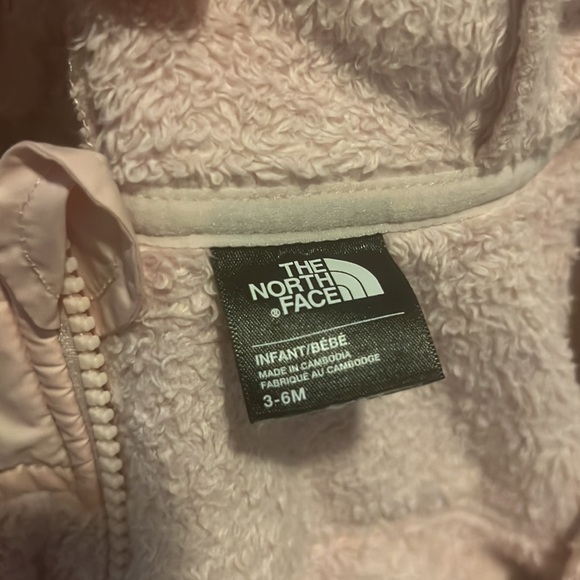 THE
NORTH
FACE
®
INFANT/BÉBÉ
MADE IN CAMBODIA
FABRIQUÉ AU CAMBODGE
3-6M